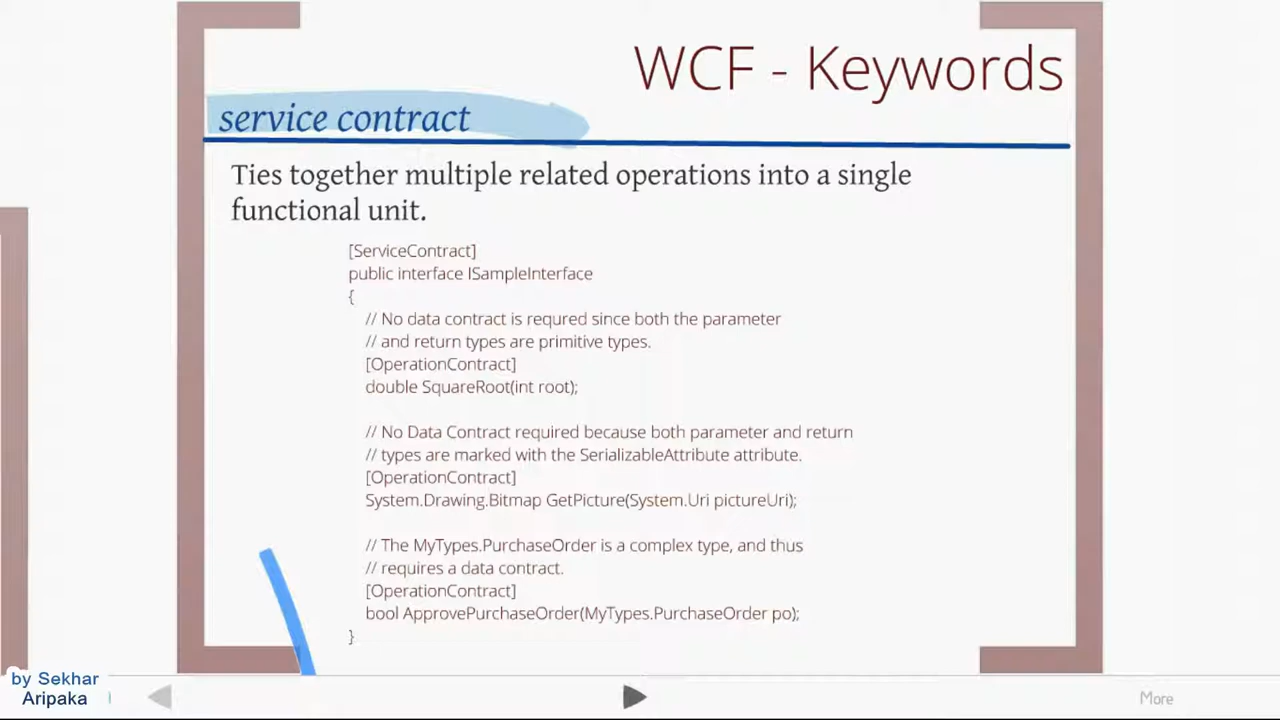 WCF - Keywords
service contract
Ties together multiple related operations into a single
functional unit.
[ServiceContract]
public interface ISampleInterface
{
// No data contract is requred since both the parameter
// and return types are primitive types.
[OperationContract]
double SquareRoot(int root);
// No Data Contract required because both parameter and return
// types are marked with the SerializableAttribute attribute.
[OperationContract]
System.Drawing.Bitmap GetPicture(System.Uri pictureUri);
// The MyTypes.PurchaseOrder is a complex type, and thus
// requires a data contract.
[OperationContract]
bool ApprovePurchaseOrder(MyTypes.PurchaseOrder po);
}
by Sekhar
Aripaka
More